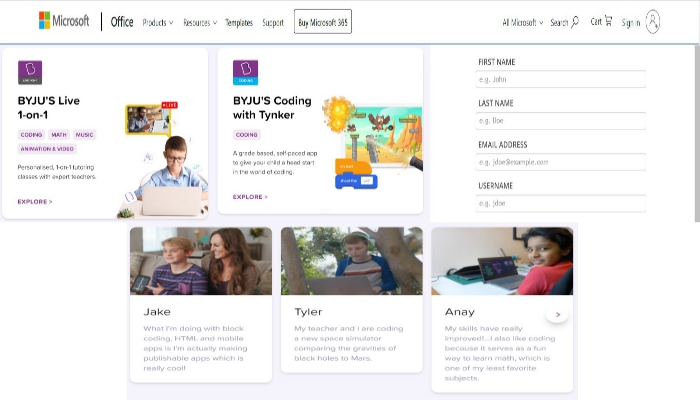 Microsoft
Office
Products
Resources
Templates
Support
Buy Microsoft 365
All Microsoft
Search
Cart
Sign in
BYJU'S Live
1-on-1
CODING
MATH
MUSIC
ANIMATION & VIDEO
Personalised, 1-on-1 tutoring
classes with expert teachers.
EXPLORE >
LIVE
CODING
BYJU'S Coding
with Tynker
CODING
A grade based, self-paced app
to give your child a head start
in the world of coding.
EXPLORE >
FIRST NAME
e.g. John
LAST NAME
e.g. Doe
EMAIL ADDRESS
e.g. jdoe@example.com
USERNAME
e.g. jdoe
Jake
What I'm doing with block
coding, HTML and mobile
apps is I'm actually making
publishable apps which is
really cool!
Tyler
My teacher and I are coding
a new space simulator
comparing the gravities of
black holes to Mars.
Anay
My skills have really
improved!...I also like coding
because it serves as a fun
way to learn math, which is
one of my least favorite
subjects.